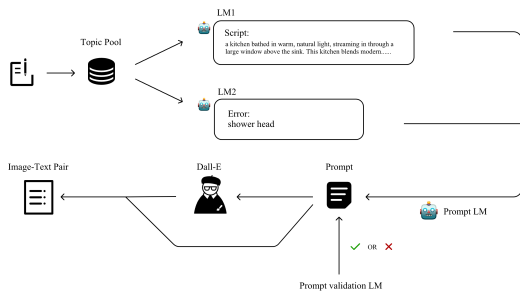 LM1
Topic Pool
Script:
a kitchen bathed in warm, natural light, streaming in through a
large window above the sink. This kitchen blends modern......
LM2
Error:
shower head
Image-Text Pair
Dall-E
Prompt
Prompt LM
OR
Prompt validation LM